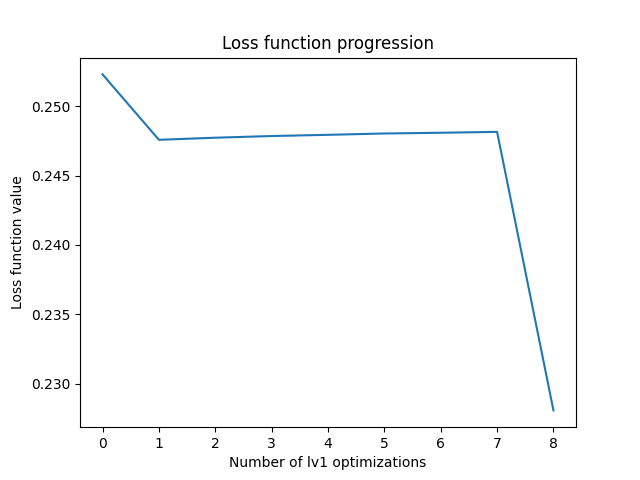 Loss function progression
Loss function value
0.250
0.245
0.240
0.235
0.230
0 1 2 3 4 5 6 7 8
Number of lv1 optimizations